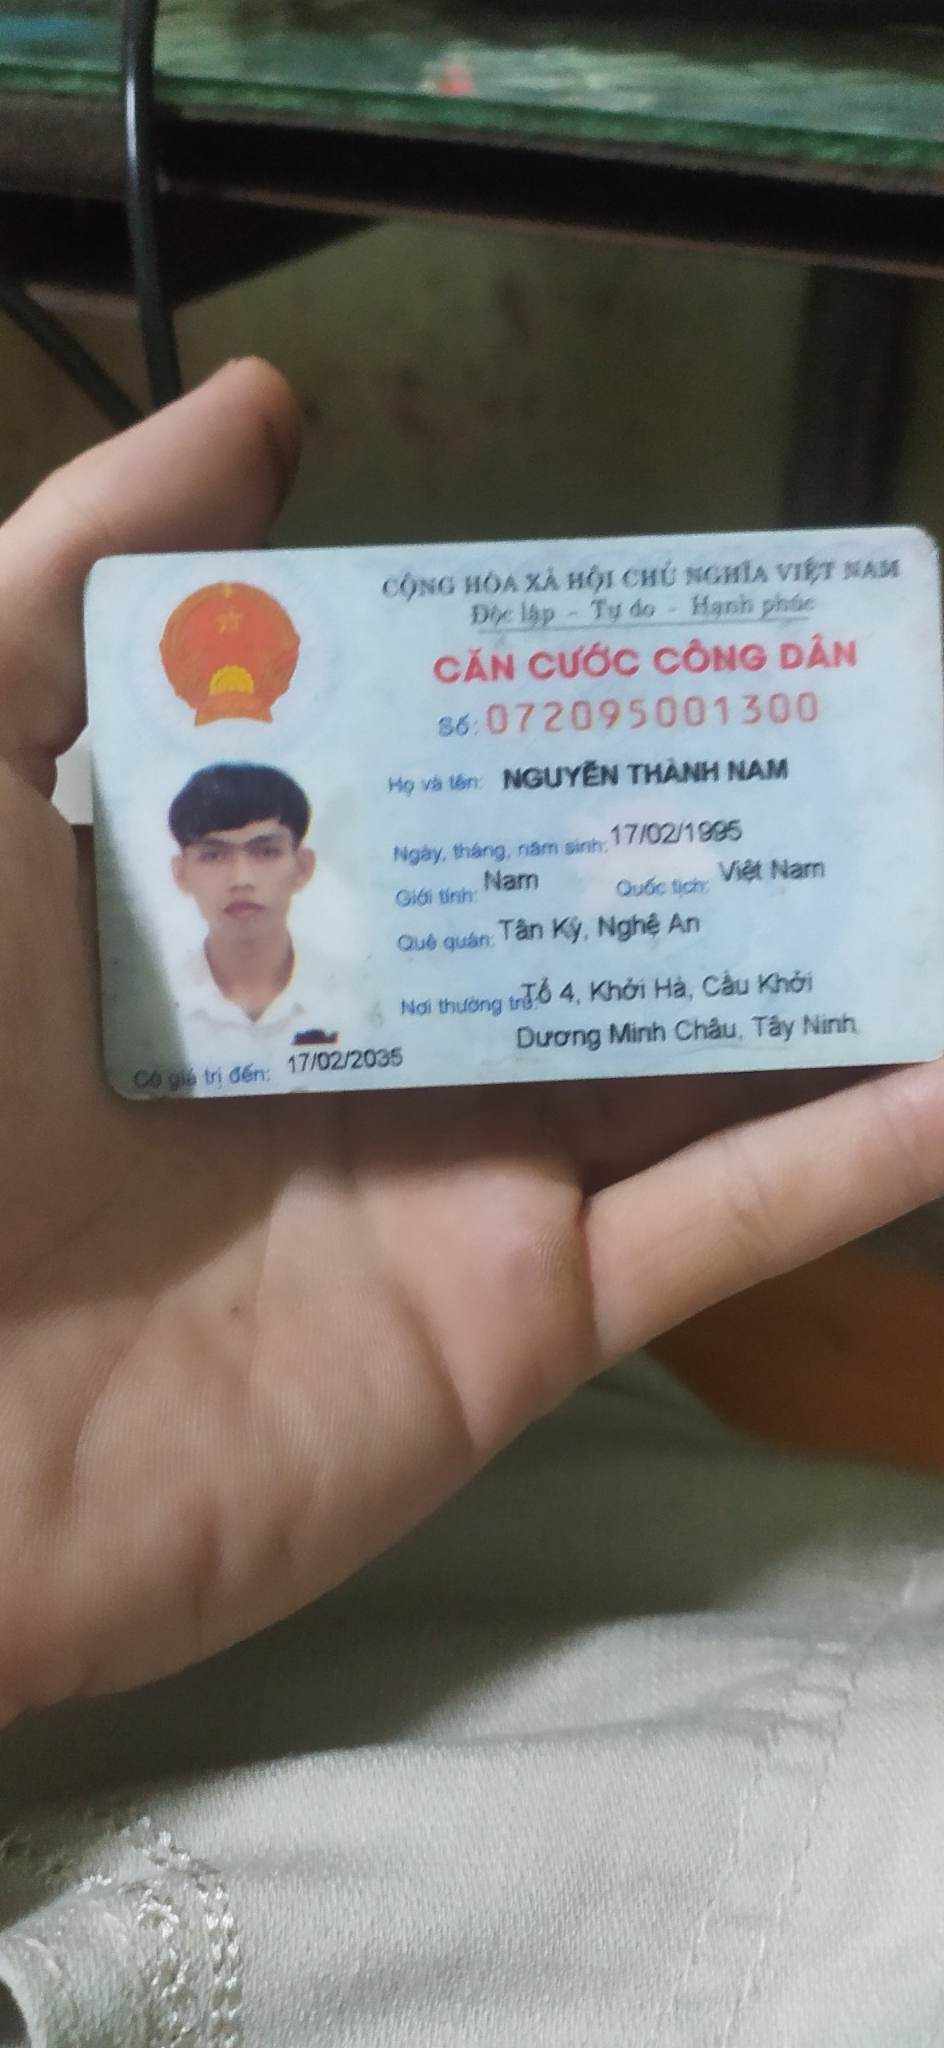 CỘNG HÒA XÃ HỘI CHỦ NGHĨA VIỆT NAM
Độc lập - Tự do - Hạnh phúc
CĂN CƯỚC CÔNG DÂN
Số: 072095001300
Họ và tên: NGUYỄN THÀNH NAM
Ngày, tháng, năm sinh: 17/02/1995
Giới tính: Nam Quốc tịch: Việt Nam
Quê quán: Tân Kỳ, Nghệ An
Nơi thường trú: Tổ 4, Khởi Hà, Cầu Khởi
Dương Minh Châu, Tây Ninh
Có giá trị đến: 17/02/2035